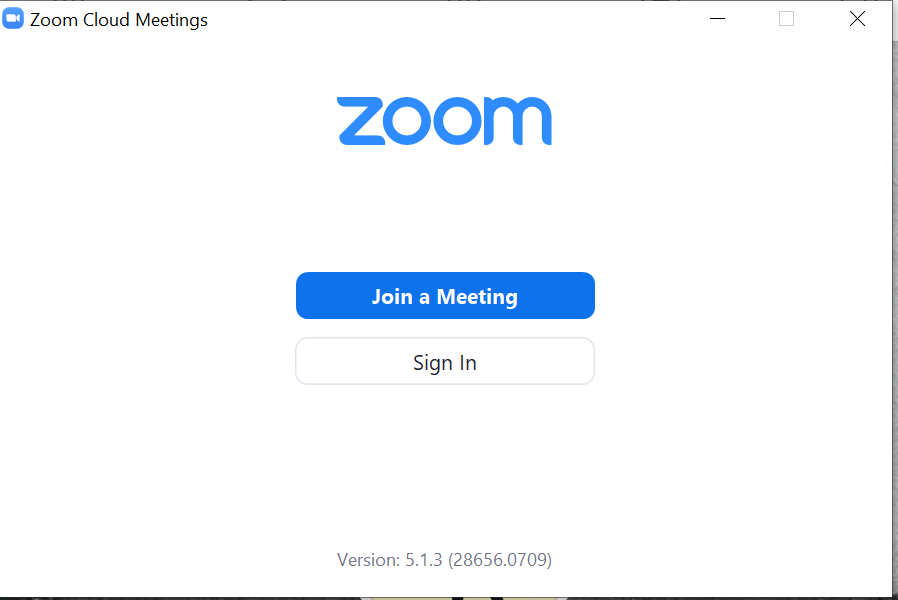 Zoom Cloud Meetings
zoom
Join a Meeting
Sign In
Version: 5.1.3 (28656.0709)